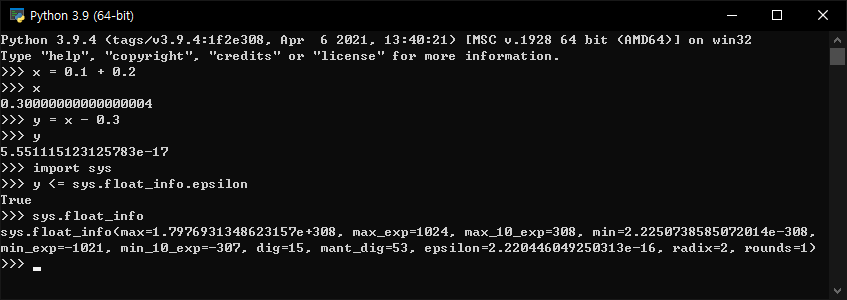 Python 3.9 (64-bit)
Python 3.9.4 (tags/v3.9.4:1f2e308, Apr  6 2021, 13:40:21) [MSC v.1928 64 bit (AMD64)] on win32
Type "help", "copyright", "credits" or "license" for more information.
>>> x = 0.1 + 0.2
>>> x
0.30000000000000004
>>> y = x - 0.3
>>> y
5.551115123125783e-17
>>> import sys
>>> y <= sys.float_info.epsilon
True
>>> sys.float_info
sys.float_info(max=1.7976931348623157e+308, max_exp=1024, max_10_exp=308, min=2.2250738585072014e-308,
min_exp=-1021, min_10_exp=-307, dig=15, mant_dig=53, epsilon=2.220446049250313e-16, radix=2, rounds=1)
>>>